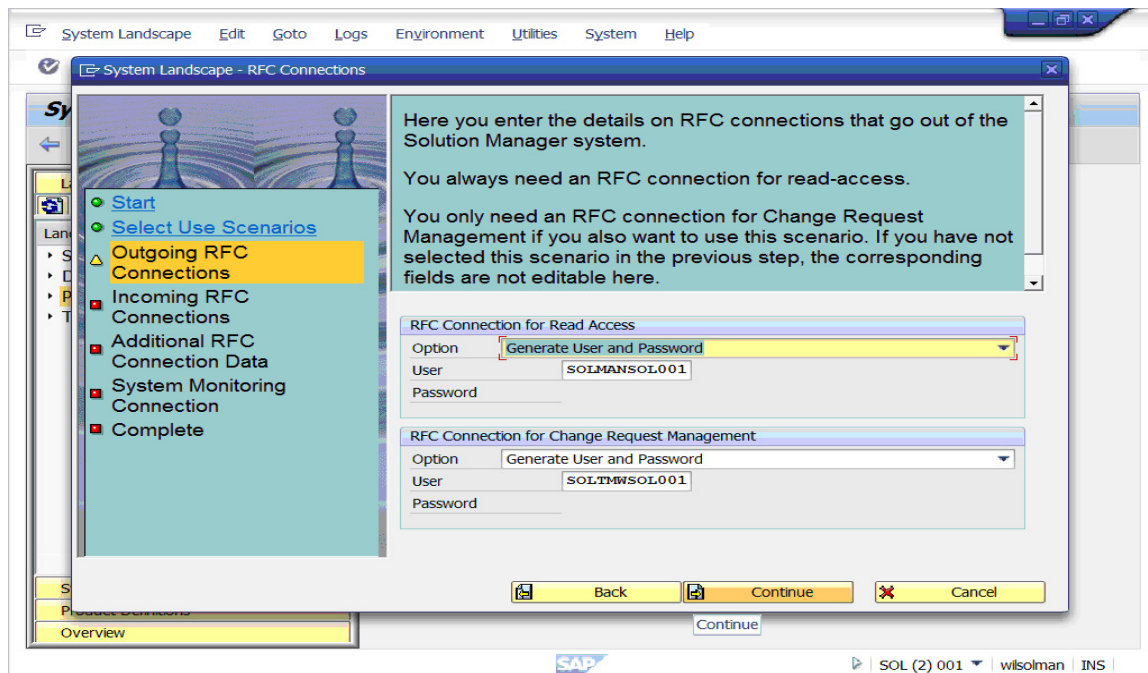 System Landscape Edit Goto Logs Environment Utilities System Help
System Landscape - RFC Connections
Sy
Start
Select Use Scenarios
Outgoing RFC
Connections
Incoming RFC
Connections
Additional RFC
Connection Data
System Monitoring
Connection
Complete
Here you enter the details on RFC connections that go out of the
Solution Manager system.
You always need an RFC connection for read-access.
You only need an RFC connection for Change Request
Management if you also want to use this scenario. If you have not
selected this scenario in the previous step, the corresponding
fields are not editable here.
RFC Connection for Read Access
Option Generate User and Password
User SOLMANSOL001
Password
RFC Connection for Change Request Management
Option Generate User and Password
User SOLTMWSOL001
Password
Back Continue Cancel
Continue
Lan
S
D
P
T
S
Product Definitions
Overview
SAP
SOL (2) 001 wilsolman INS